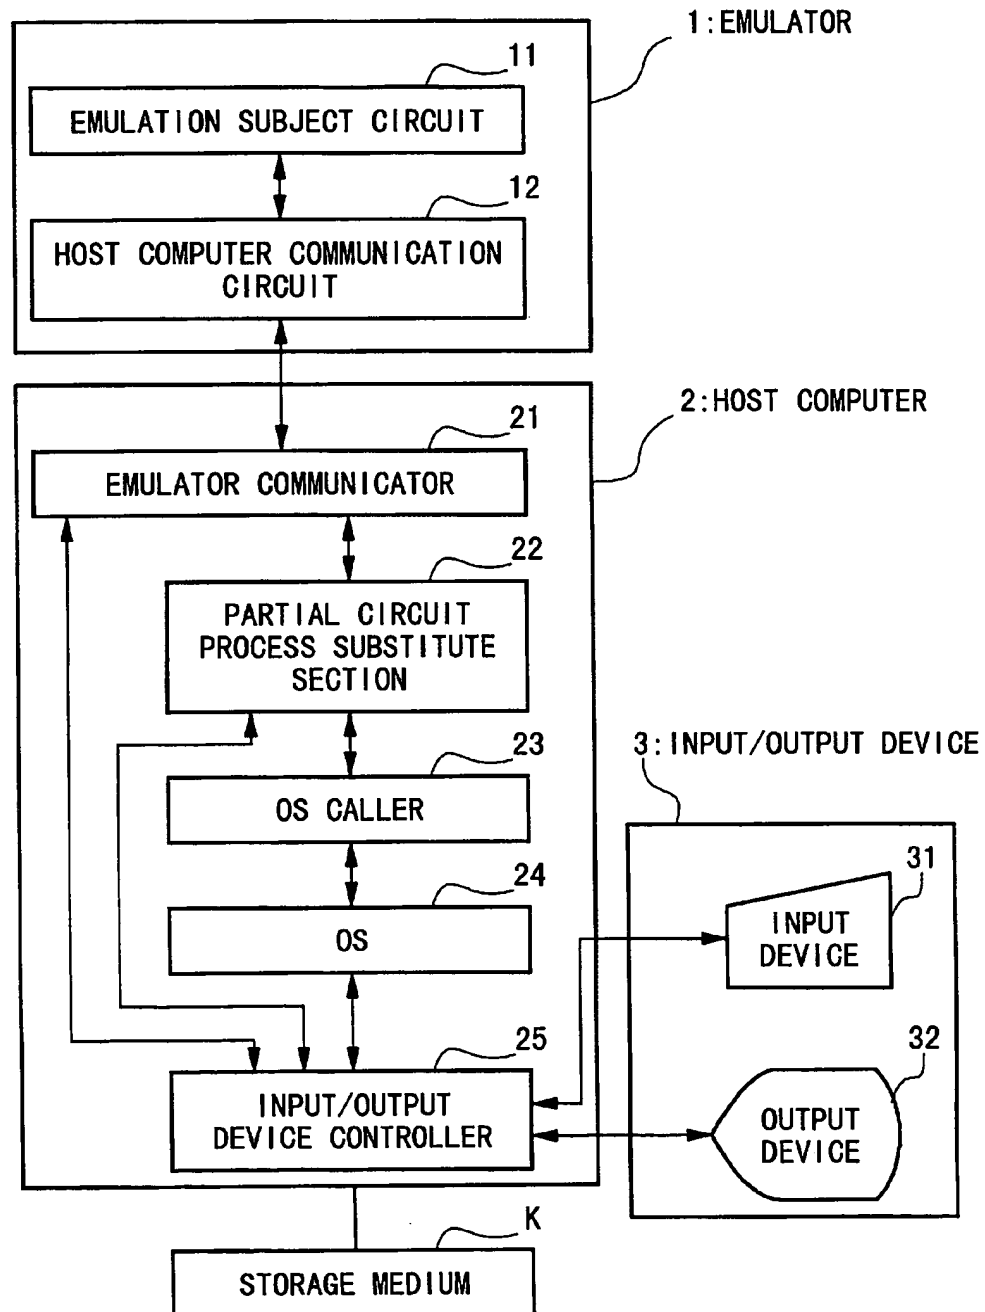 1:EMULATOR
11
EMULATION SUBJECT CIRCUIT
12
HOST COMPUTER COMMUNICATION
CIRCUIT
2:HOST COMPUTER
21
EMULATOR COMMUNICATOR
22
PARTIAL CIRCUIT
PROCESS SUBSTITUTE
SECTION
23
OS CALLER
24
OS
25
INPUT/OUTPUT
DEVICE CONTROLLER
3:INPUT/OUTPUT DEVICE
31
INPUT
DEVICE
32
OUTPUT
DEVICE
K
STORAGE MEDIUM